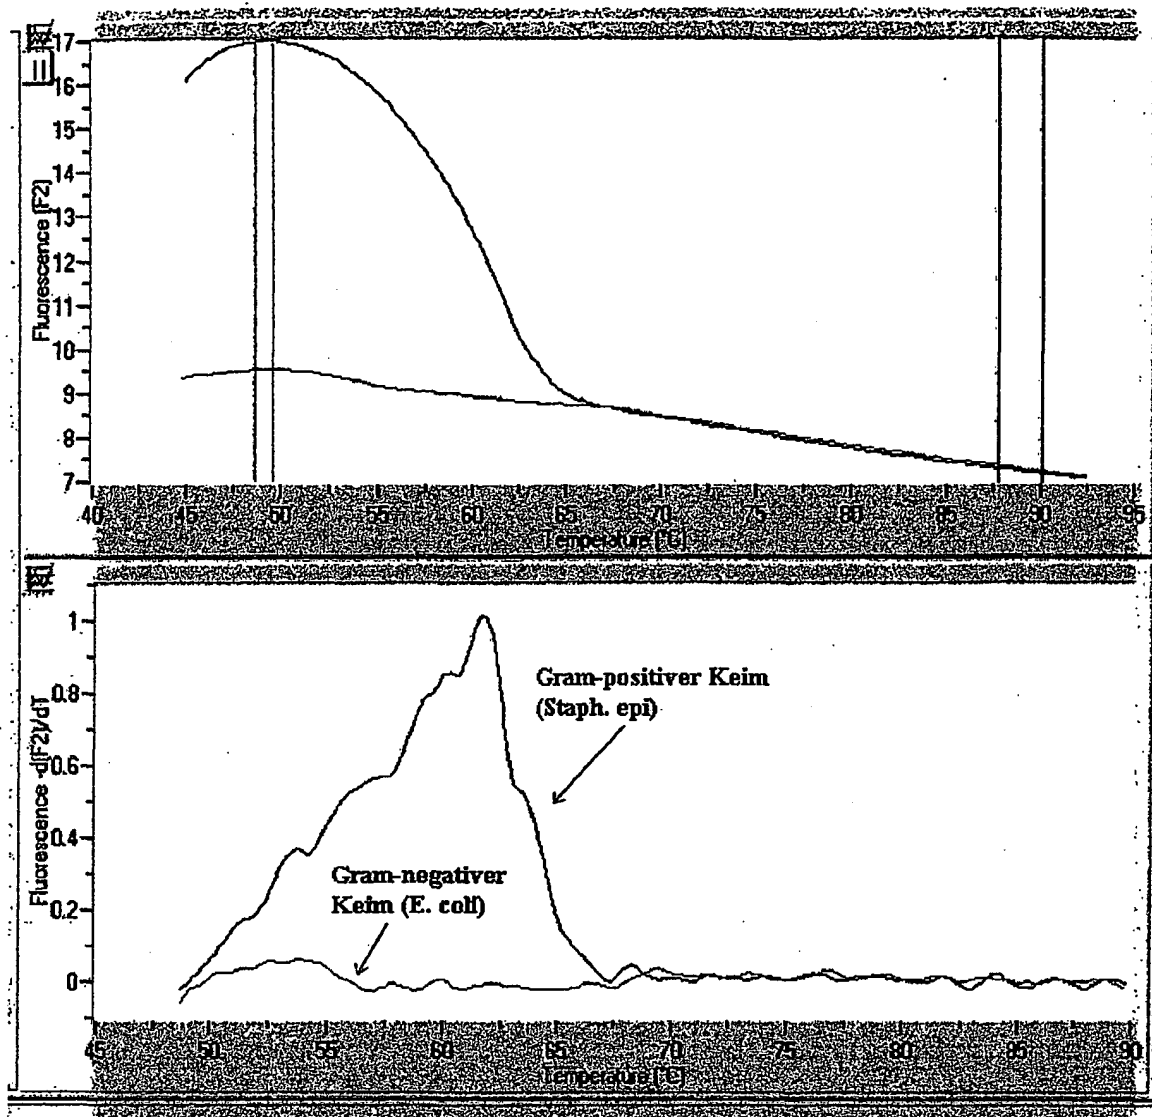 17
16
15
14
13
12
11
10
9
8
7
Fluorescence [F2]
40 45 50 55 60 65 70 75 80 85 90 95
Temperature [°C]
1
0.8
0.6
0.4
0.2
0
Fluorescence -d(F2)/dT
Gram-positiver Keim
(Staph. epi)
Gram-negativer
Keim (E. coli)
45 50 55 60 65 70 75 80 85 90
Temperature [°C]